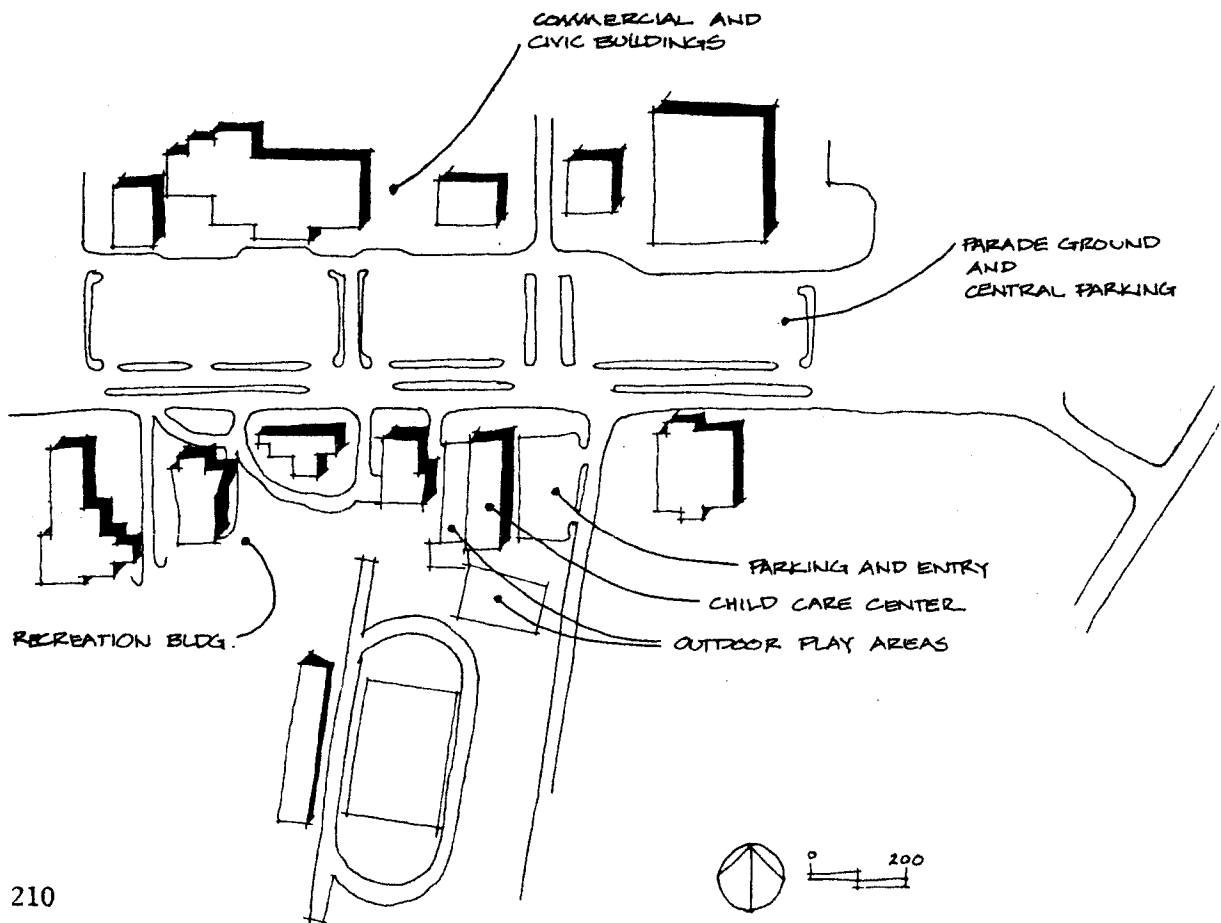 COMMERCIAL AND
CIVIC BUILDINGS
PARADE GROUND
AND
CENTRAL PARKING
PARKING AND ENTRY
CHILD CARE CENTER
RECREATION BLDG.
OUTDOOR PLAY AREAS
0 200
210